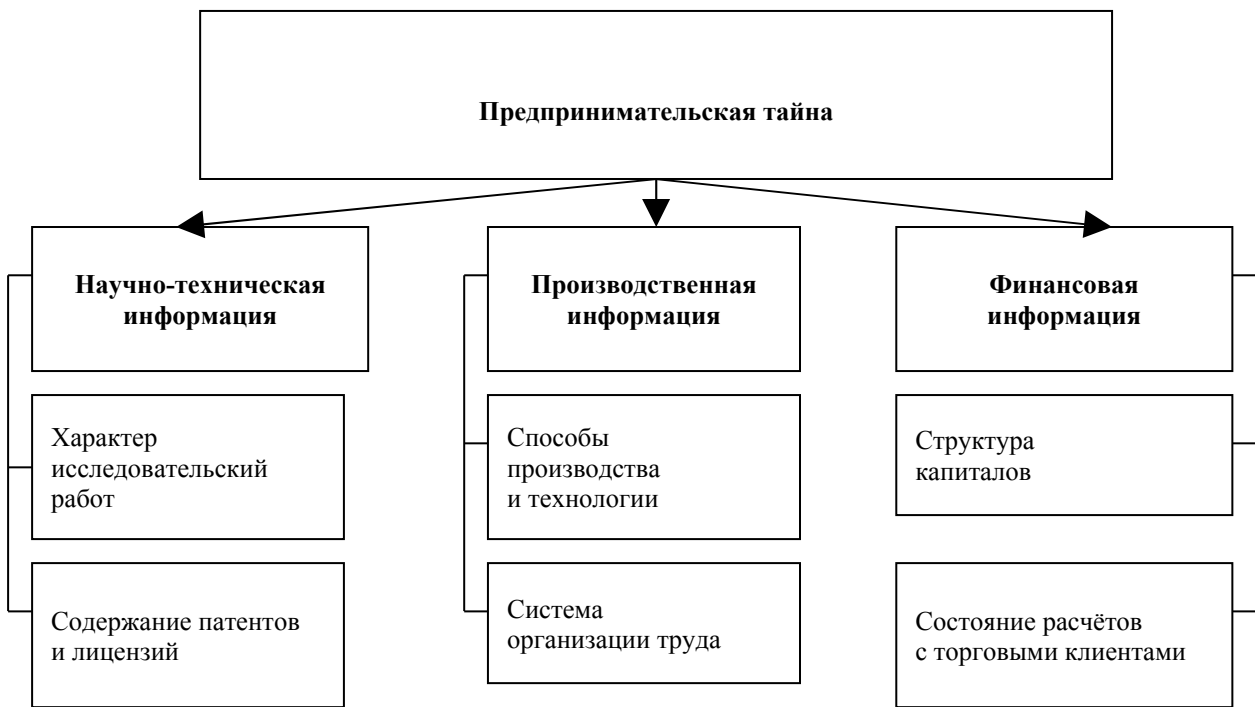 Предпринимательская тайна
Научно-техническая
информация
Производственная
информация
Финансовая
информация
Характер
исследовательский
работ
Способы
производства
и технологии
Структура
капиталов
Содержание патентов
и лицензий
Система
организации труда
Состояние расчётов
с торговыми клиентами